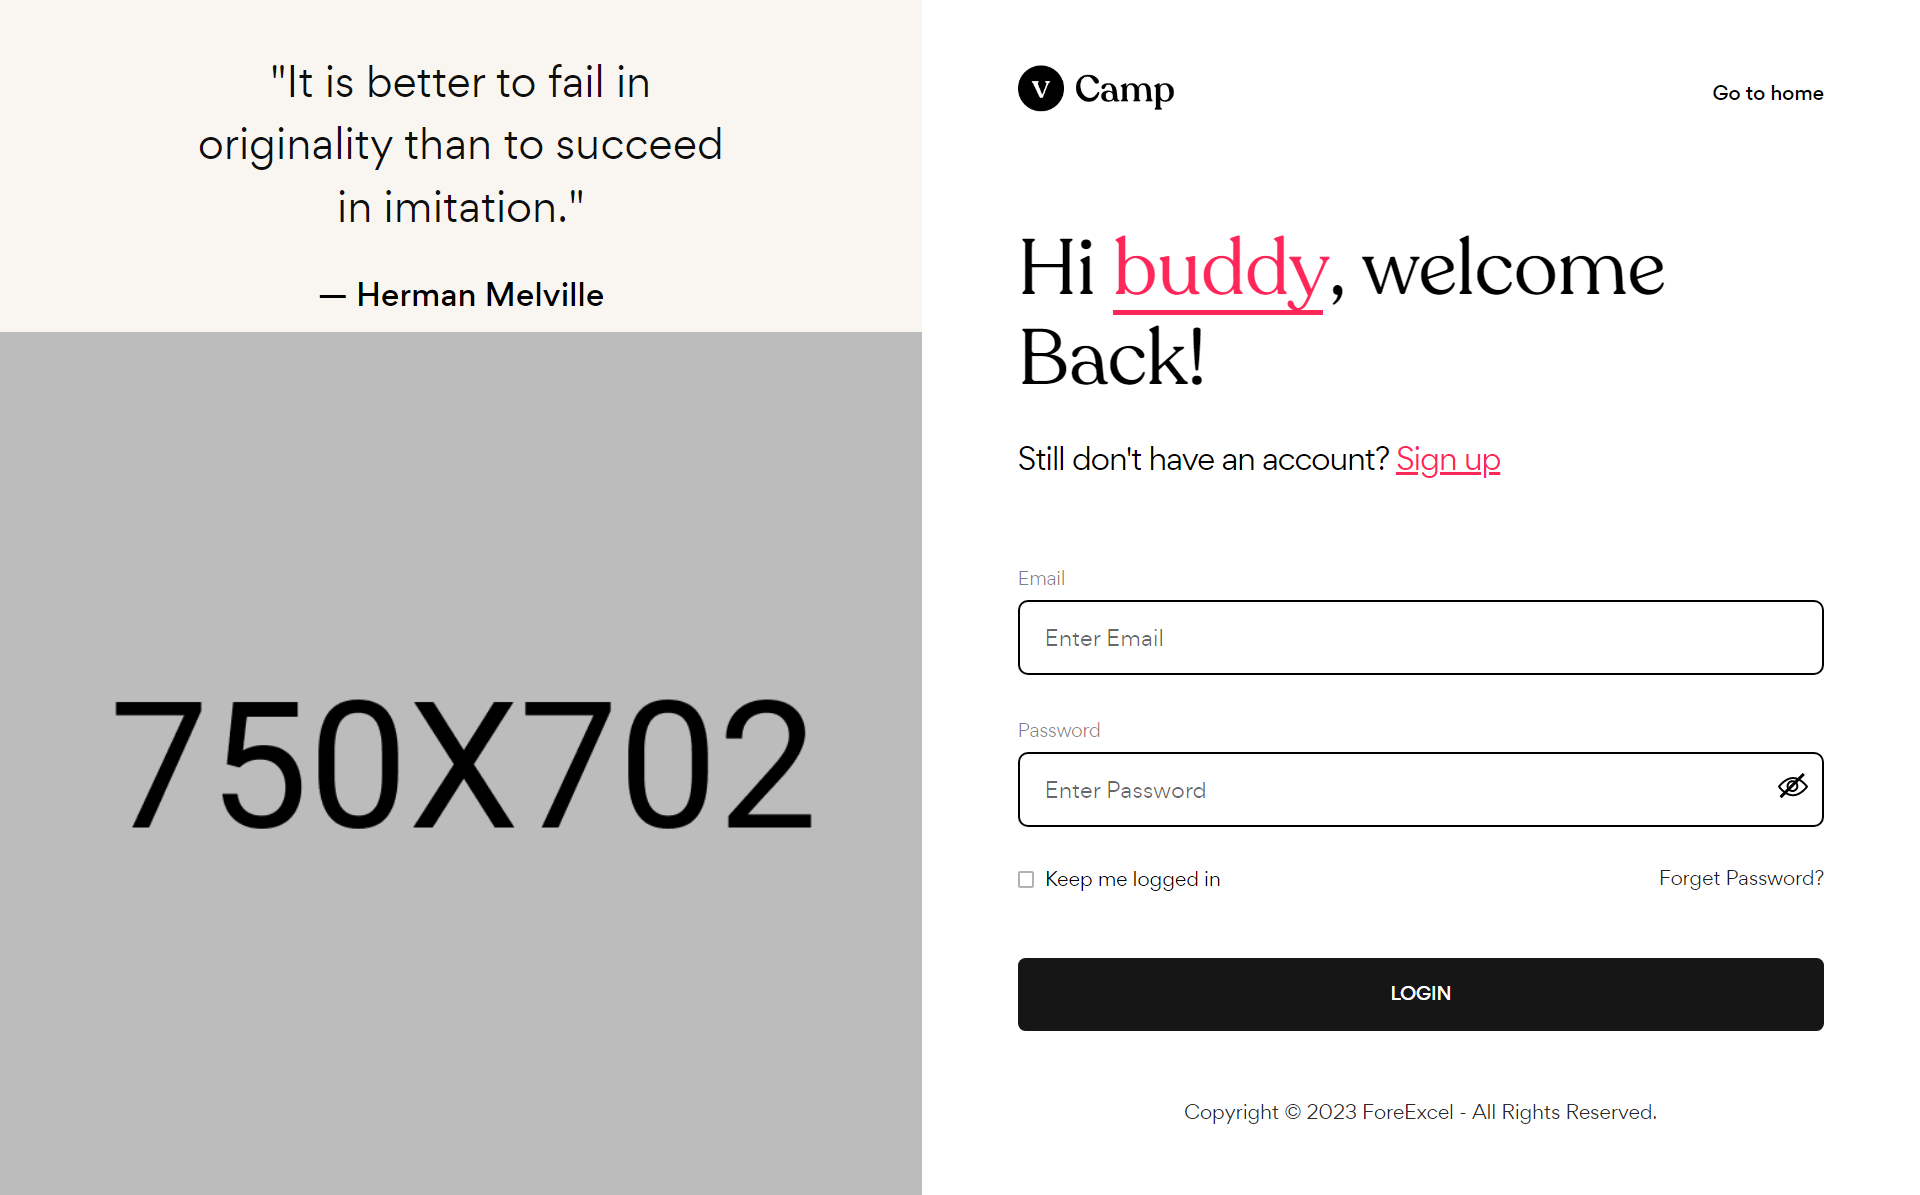 "It is better to fail in
originality than to succeed
in imitation."
— Herman Melville
750X702
V Camp
Go to home
Hi buddy, welcome
Back!
Still don't have an account? Sign up
Email
Enter Email
Password
Enter Password
Keep me logged in
Forget Password?
LOGIN
Copyright © 2023 ForeExcel - All Rights Reserved.